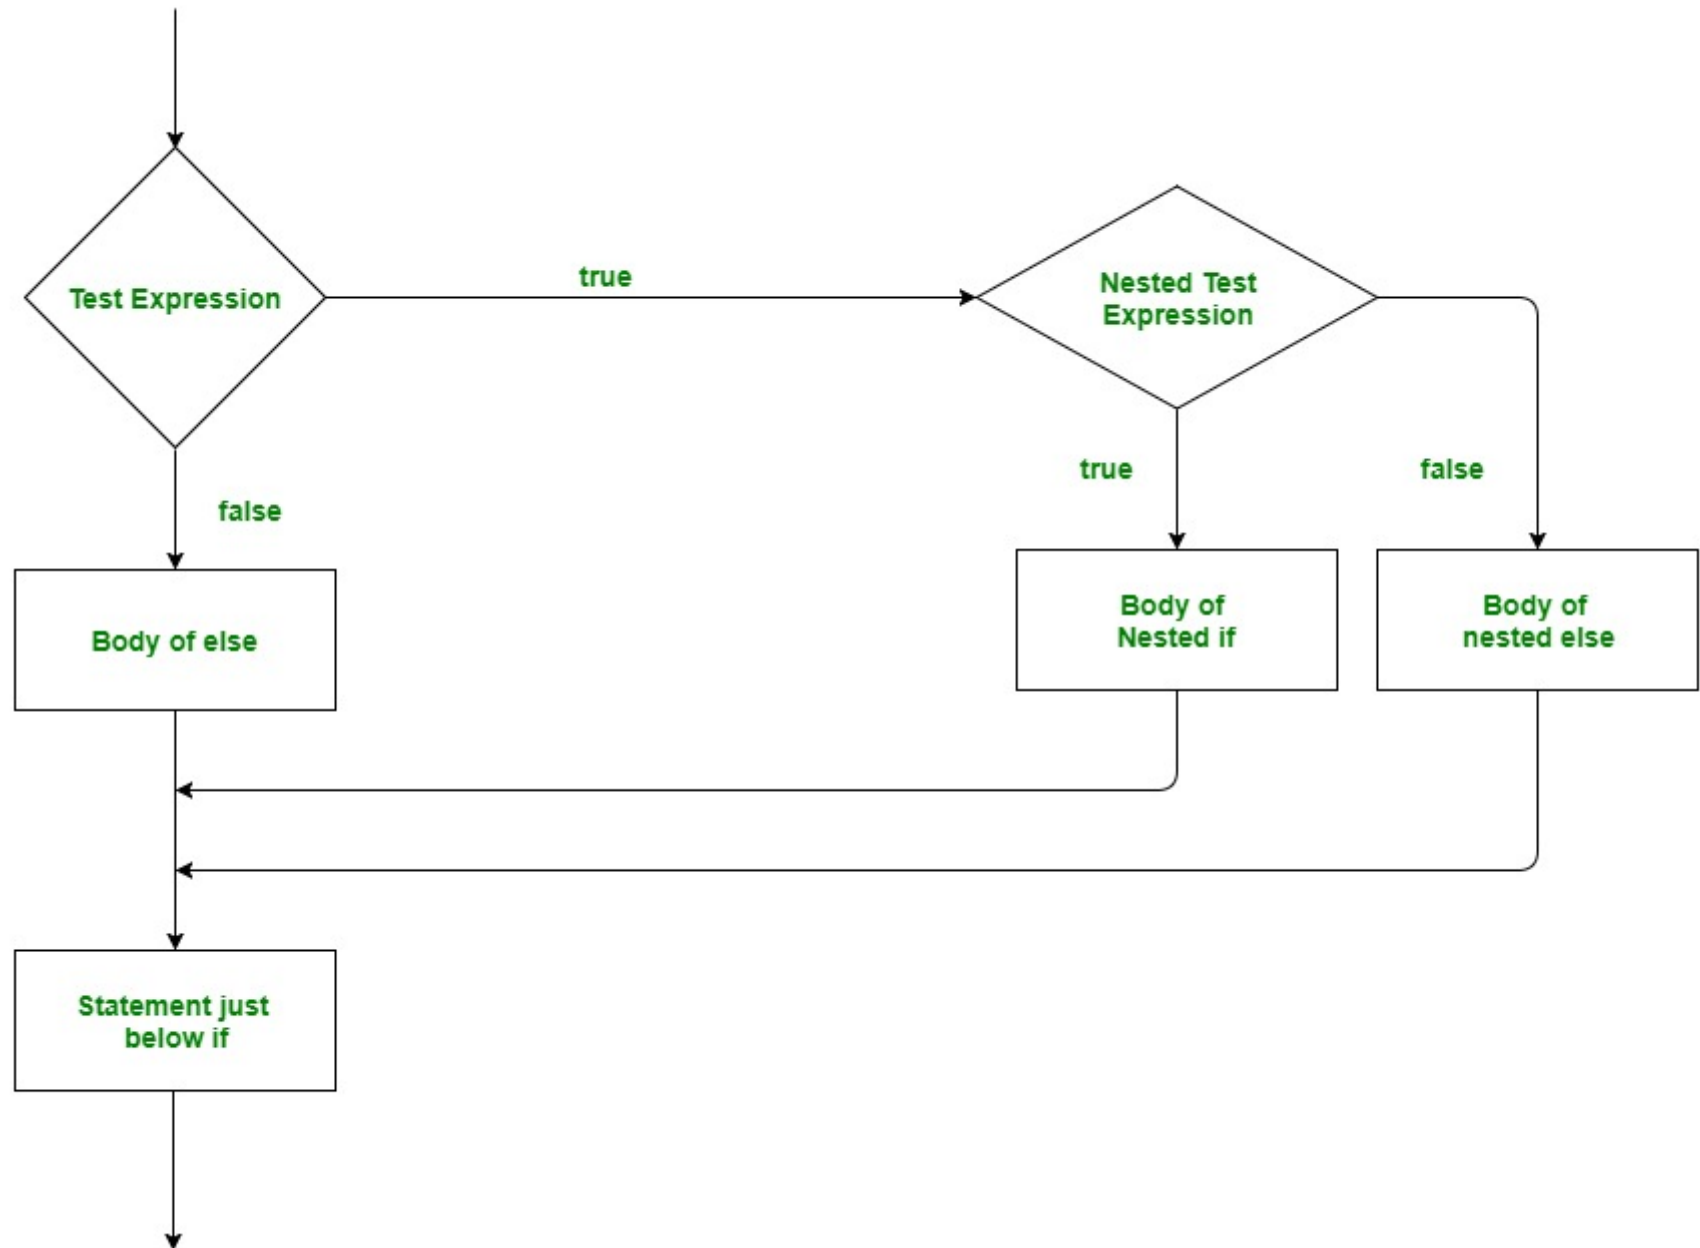 true
Nested Test
Expression
Test Expression
true
false
false
Body of
Nested if
Body of
nested else
Body of else
Statement just
below if